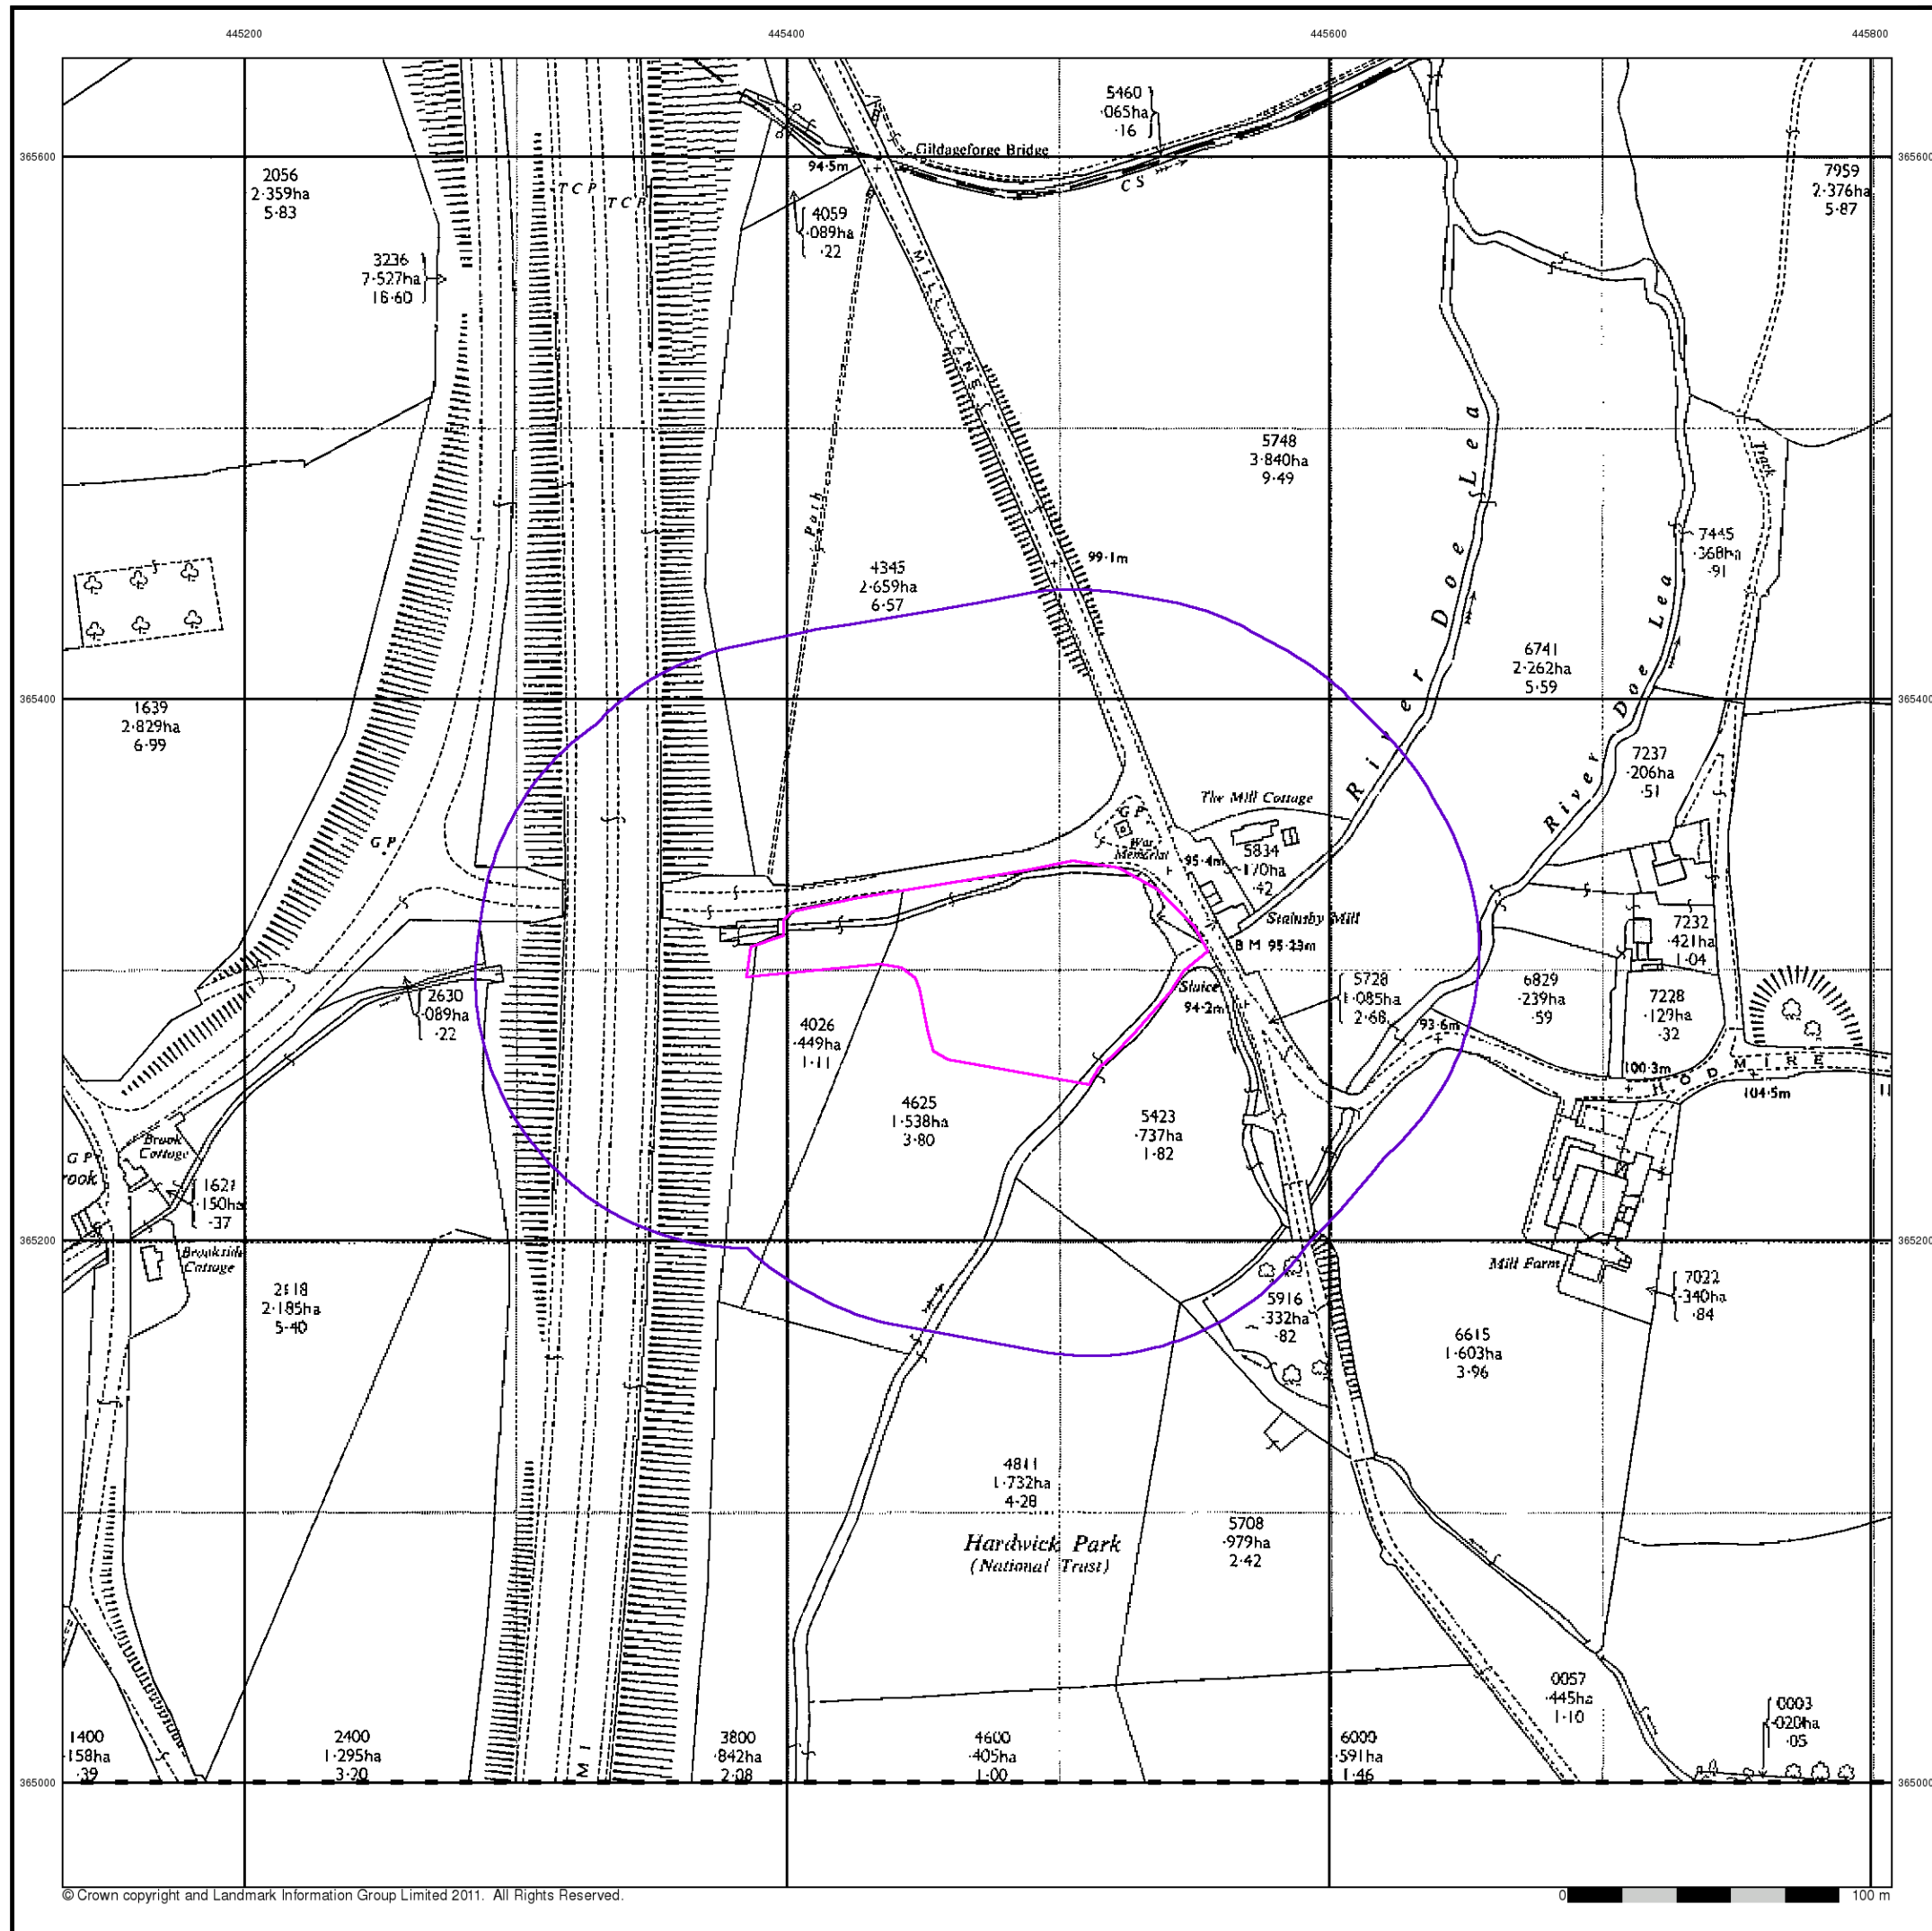 445200
445400
445600
445800
365600
365600
365400
365400
365200
365200
365000
365000
5460
·065ha
·16
Gildageforge Bridge
94·5m
C S
T C P
T C P
2056
2·359ha
5·83
4059
·089ha
·22
7959
2·376ha
5·87
3236
7·527ha
18·60
MILL LANE
5748
3·840ha
9·49
Track
Path
99·1m
7445
·368ha
·91
4345
2·659ha
6·57
River Doe Lea
River Doe Lea
6741
2·262ha
5·59
1639
2·829ha
6·99
7237
·206ha
·51
The Mill Cottage
G P
G P
War
Memorial
95·4m
5834
·170ha
·42
Stainsby Mill
B M 95·23m
7232
·421ha
1·04
Sluice
94·2m
5728
1·085ha
2·68
6829
·239ha
·59
7228
·129ha
·32
2630
·089ha
·22
93·6m
4026
·449ha
1·11
100·3m
HODMIRE
104·5m
4625
1·538ha
3·80
5423
·737ha
1·82
Brook
Cottage
G P
rook
1621
·150ha
·37
Brookside
Cottage
2118
2·185ha
5·40
Mill Farm
7022
·340ha
·84
5916
·332ha
·82
6615
1·603ha
3·96
4811
1·732ha
4·28
Hardwick Park
(National Trust)
5708
·979ha
2·42
0057
·445ha
1·10
0003
·020ha
·05
1400
·158ha
·39
2400
1·295ha
3·20
M 1
3800
·842ha
2·08
4600
·405ha
1·00
6000
·591ha
1·46
© Crown copyright and Landmark Information Group Limited 2011. All Rights Reserved.
0
100 m